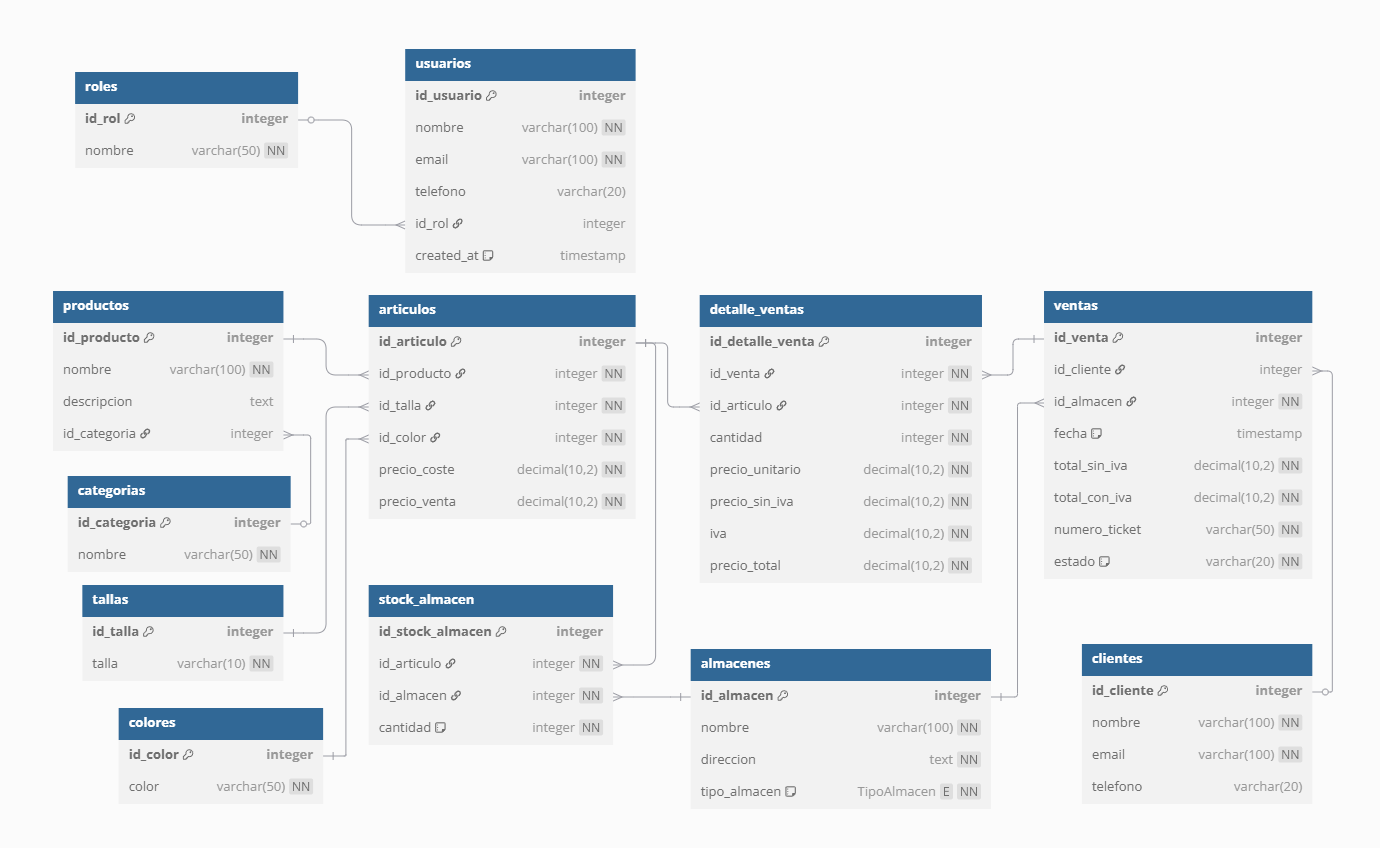 roles
id_rol integer
nombre varchar(50) NN
usuarios
id_usuario integer
nombre varchar(100) NN
email varchar(100) NN
telefono varchar(20)
id_rol integer
created_at timestamp
productos
id_producto integer
nombre varchar(100) NN
descripcion text
id_categoria integer
articulos
id_articulo integer
id_producto integer NN
id_talla integer NN
id_color integer NN
precio_coste decimal(10,2) NN
precio_venta decimal(10,2) NN
detalle_ventas
id_detalle_venta integer
id_venta integer NN
id_articulo integer NN
cantidad integer NN
precio_unitario decimal(10,2) NN
precio_sin_iva decimal(10,2) NN
iva decimal(10,2) NN
precio_total decimal(10,2) NN
ventas
id_venta integer
id_cliente integer
id_almacen integer NN
fecha timestamp
total_sin_iva decimal(10,2) NN
total_con_iva decimal(10,2) NN
numero_ticket varchar(50) NN
estado varchar(20) NN
categorias
id_categoria integer
nombre varchar(50) NN
tallas
id_talla integer
talla varchar(10) NN
stock_almacen
id_stock_almacen integer
id_articulo integer NN
id_almacen integer NN
cantidad integer NN
almacenes
id_almacen integer
nombre varchar(100) NN
direccion text NN
tipo_almacen TipoAlmacen E NN
clientes
id_cliente integer
nombre varchar(100) NN
email varchar(100) NN
telefono varchar(20)
colores
id_color integer
color varchar(50) NN